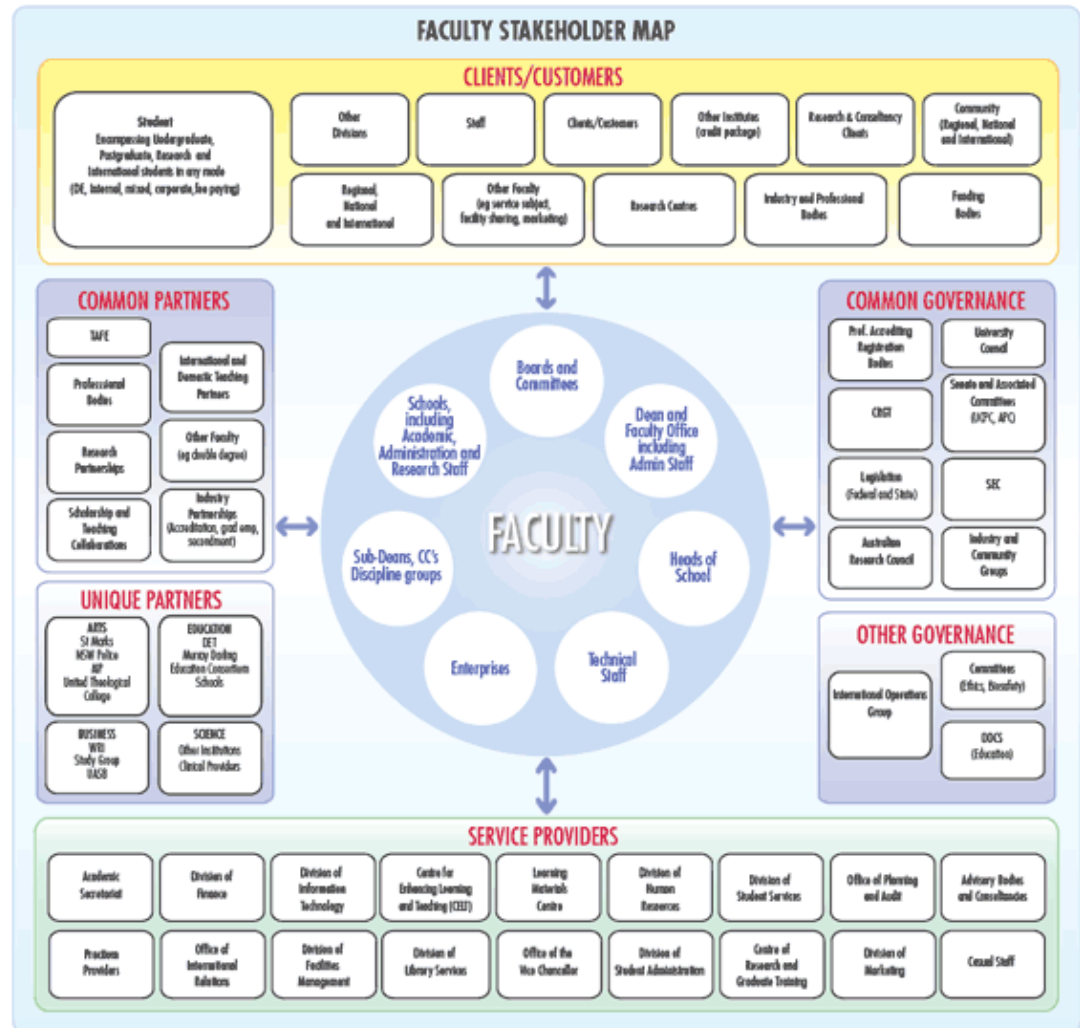 FACULTY STAKEHOLDER MAP
CLIENTS/CUSTOMERS
Student
Encompassing Undergraduate,
Postgraduate, Research and
International students in any mode
(DE, Internal, mixed, corporate, fee paying)
Other
Divisions
Staff
Clients/Customers
Other Institutes
(credit package)
Research & Consultancy
Clients
Community
(Regional, National
and International)
Regional,
National
and International
Other Faculty
(eg service subject,
facility sharing, marketing)
Research Centres
Industry and Professional
Bodies
Funding
Bodies
COMMON PARTNERS
TAFE
Professional
Bodies
Research
Partnerships
Scholarship and
Teaching
Collaborations
International and
Domestic Teaching
Partners
Other Faculty
(eg double degree)
Industry
Partnerships
(Accreditation, grad emp,
secondment)
UNIQUE PARTNERS
ARTS
St Marks
NSW Police
AIP
United Theological
College
EDUCATION
DET
Murray Darling
Education Consortium
Schools
BUSINESS
WRI
Study Group
UASB
SCIENCE
Other Institutions
Clinical Providers
Boards and
Committees
Schools,
including
Academic,
Administration and
Research Staff
Dean and
Faculty Office
including
Admin Staff
FACULTY
Sub-Deans, CC's
Discipline groups
Heads of
School
Enterprises
Technical
Staff
COMMON GOVERNANCE
Prof. Accrediting
Registration
Bodies
University
Council
CRGT
Senate and Associated
Committees
(UCPC, APC)
Legislation
(Federal and State)
SEC
Australian
Research Council
Industry and
Community
Groups
OTHER GOVERNANCE
International Operations
Group
Committees
(Ethics, Biosafety)
DOCS
(Education)
SERVICE PROVIDERS
Academic
Secretariat
Division of
Finance
Division of
Information
Technology
Centre for
Enhancing Learning
and Teaching (CELT)
Learning
Materials
Centre
Division of
Human
Resources
Division of
Student Services
Office of Planning
and Audit
Advisory Bodies
and Consultancies
Practicum
Providers
Office of
International
Relations
Division of
Facilities
Management
Division of
Library Services
Office of the
Vice Chancellor
Division of
Student Administration
Centre of
Research and
Graduate Training
Division of
Marketing
Casual Staff